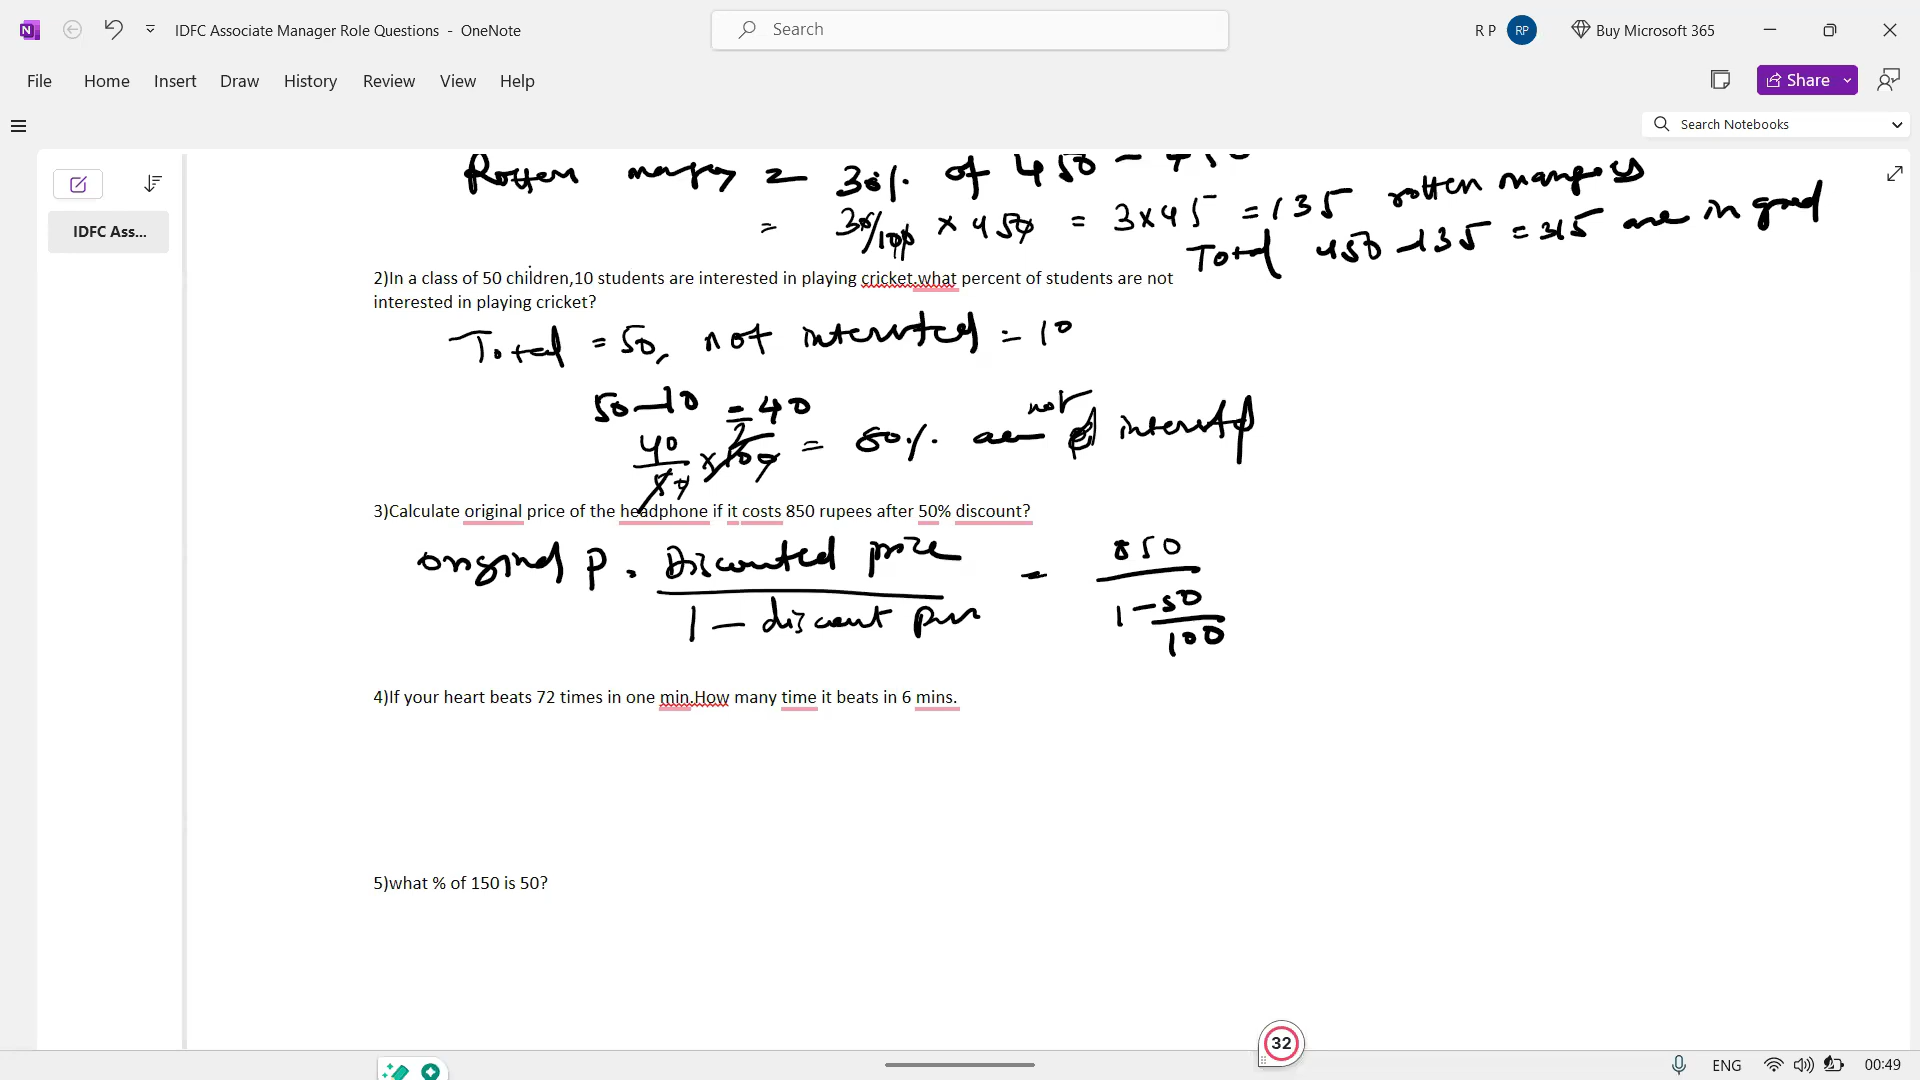 IDFC Associate Manager Role Questions - OneNote
Search
R P
RP
Buy Microsoft 365
File Home Insert Draw History Review View Help
Share
Search Notebooks
IDFC Ass...
Rotten = 30% of 450
= 30/100 × 450 = 3×45 = 135 rotten mangoes
Total 450 - 135 = 315 are in good
2)In a class of 50 children,10 students are interested in playing cricket.what percent of students are not
interested in playing cricket?
Total = 50, not interested = 10
50-10 = 40
40/50 × 100 = 80% are not interested
3)Calculate original price of the headphone if it costs 850 rupees after 50% discount?
original P = Discounted price / 1 - discount = 850 / 1 - 50/100
4)If your heart beats 72 times in one min.How many time it beats in 6 mins.
5)what % of 150 is 50?
32
ENG
00:49